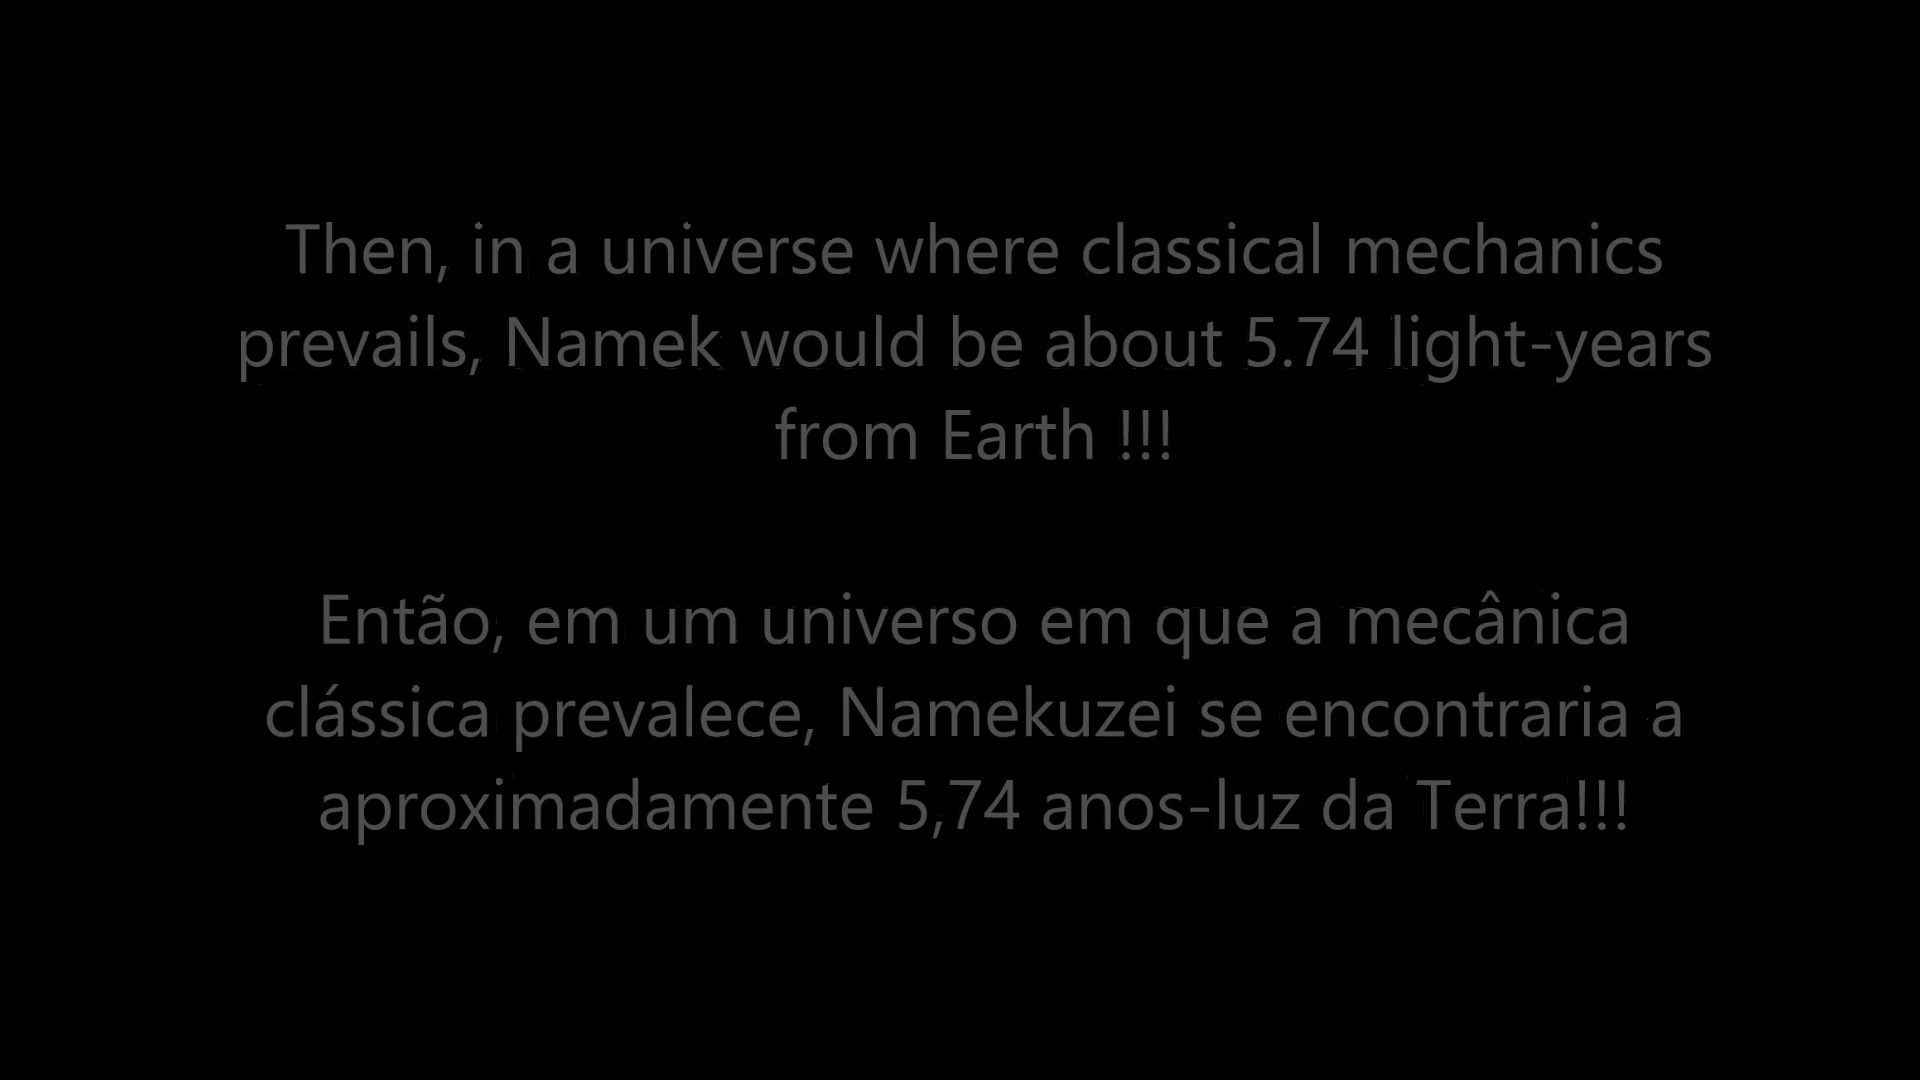 Then, in a universe where classical mechanics
prevails, Namek would be about 5.74 light-years
from Earth !!!
Então, em um universo em que a mecânica
clássica prevalece, Namekuzei se encontraria a
aproximadamente 5,74 anos-luz da Terra!!!